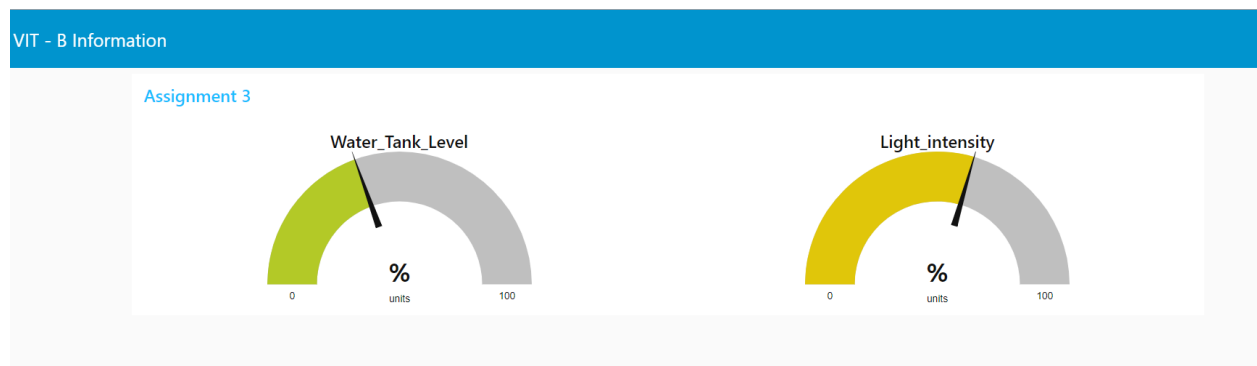 VIT - B Information
Assignment 3
Water_Tank_Level
%
units
0
100
Light_intensity
%
units
0
100